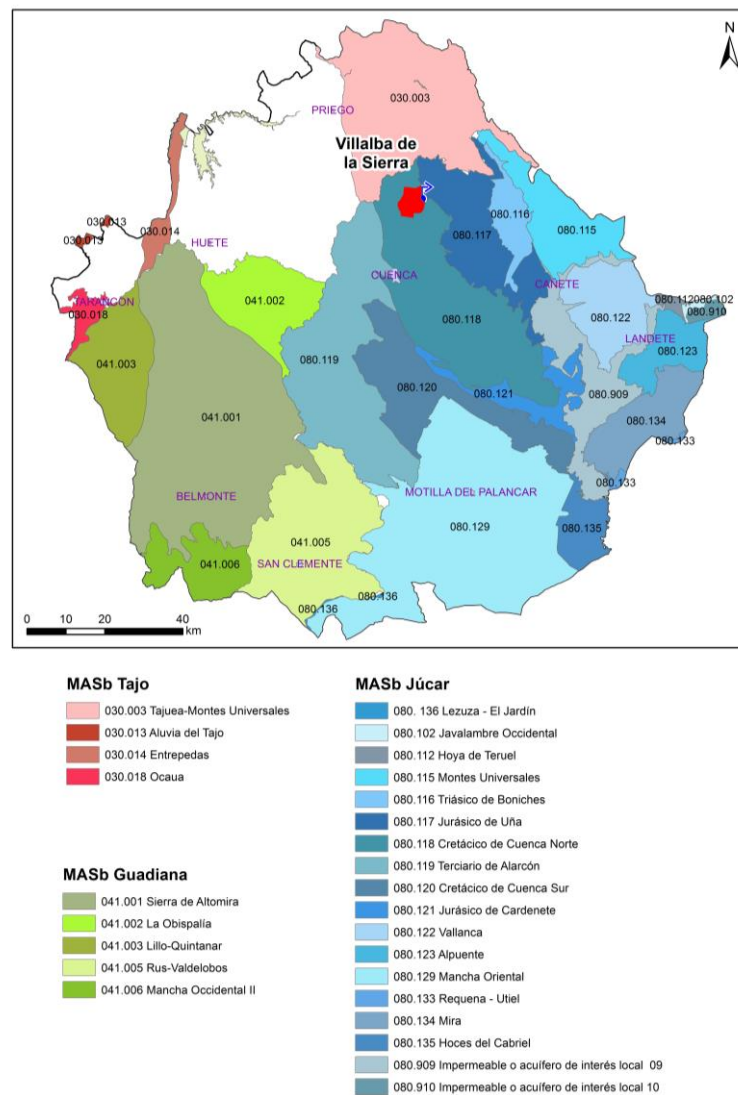 N
030.003
PRIEGO
Villalba de
la Sierra
080.116
080.117
080.115
030.013
030.013
030.014
HUETE
CUENCA
CAÑETE
041.002
080.122
080.112
080.102
080.910
TARANCÓN
030.018
080.118
LANDETE
080.123
041.003
080.119
080.120
080.121
080.909
041.001
080.134
080.133
080.133
BELMONTE
MOTILLA DEL PALANCAR
080.129
080.135
041.005
041.006
SAN CLEMENTE
080.136
080.136
0 10 20 40
km
MASb Tajo
030.003 Tajuea-Montes Universales
030.013 Aluvia del Tajo
030.014 Entrepedas
030.018 Ocaua
MASb Guadiana
041.001 Sierra de Altomira
041.002 La Obispalía
041.003 Lillo-Quintanar
041.005 Rus-Valdelobos
041.006 Mancha Occidental II
MASb Júcar
080. 136 Lezuza - El Jardín
080.102 Javalambre Occidental
080.112 Hoya de Teruel
080.115 Montes Universales
080.116 Triásico de Boniches
080.117 Jurásico de Uña
080.118 Cretácico de Cuenca Norte
080.119 Terciario de Alarcón
080.120 Cretácico de Cuenca Sur
080.121 Jurásico de Cardenete
080.122 Vallanca
080.123 Alpuente
080.129 Mancha Oriental
080.133 Requena - Utiel
080.134 Mira
080.135 Hoces del Cabriel
080.909 Impermeable o acuífero de interés local 09
080.910 Impermeable o acuífero de interés local 10